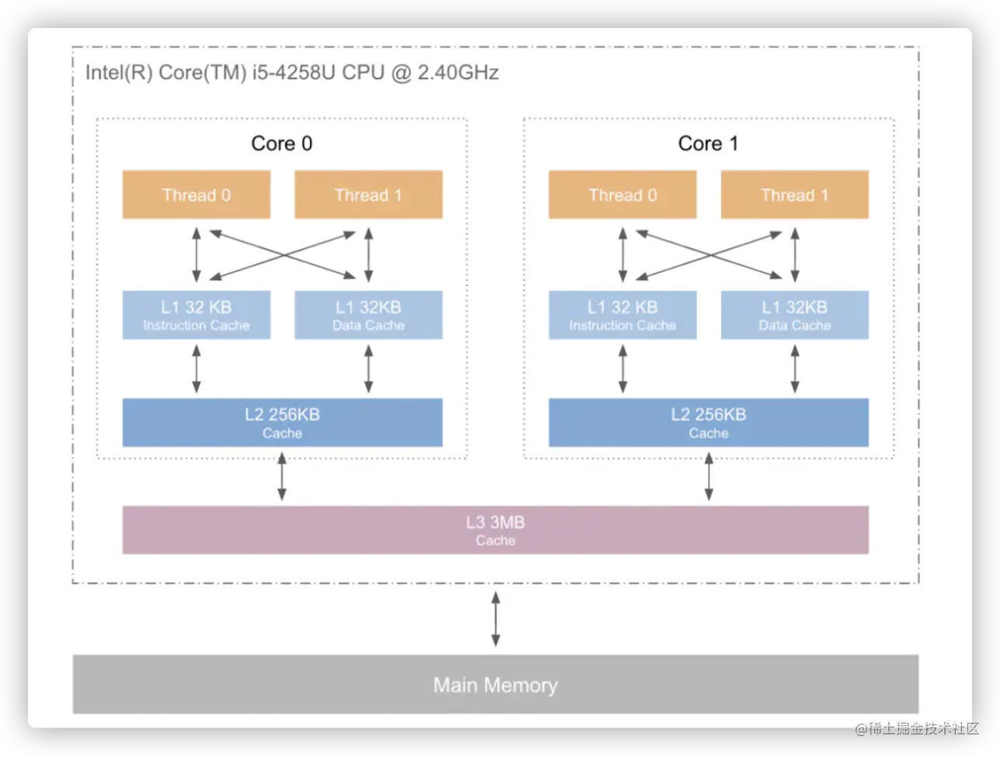 Intel(R) Core(TM) i5-4258U CPU @ 2.40GHz
Core 0
Thread 0
Thread 1
L1 32 KB
Instruction Cache
L1 32KB
Data Cache
L2 256KB
Cache
Core 1
Thread 0
Thread 1
L1 32 KB
Instruction Cache
L1 32KB
Data Cache
L2 256KB
Cache
L3 3MB
Cache
Main Memory
@稀土掘金技术社区